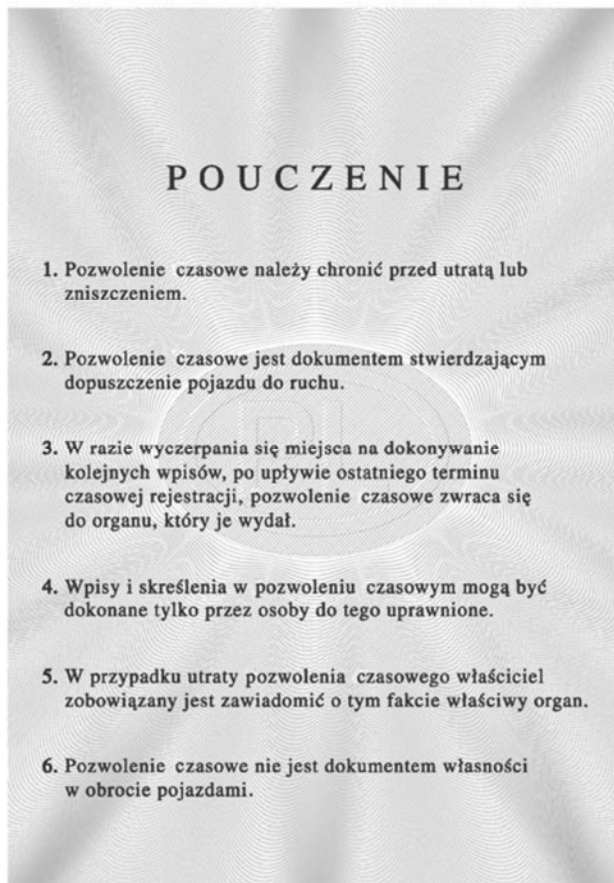 POUCZENIE
1. Pozwolenie czasowe należy chronić przed utratą lub
zniszczeniem.
2. Pozwolenie czasowe jest dokumentem stwierdzającym
dopuszczenie pojazdu do ruchu.
3. W razie wyczerpania się miejsca na dokonywanie
kolejnych wpisów, po upływie ostatniego terminu
czasowej rejestracji, pozwolenie czasowe zwraca się
do organu, który je wydał.
4. Wpisy i skreślenia w pozwoleniu czasowym mogą być
dokonane tylko przez osoby do tego uprawnione.
5. W przypadku utraty pozwolenia czasowego właściciel
zobowiązany jest zawiadomić o tym fakcie właściwy organ.
6. Pozwolenie czasowe nie jest dokumentem własności
w obrocie pojazdami.